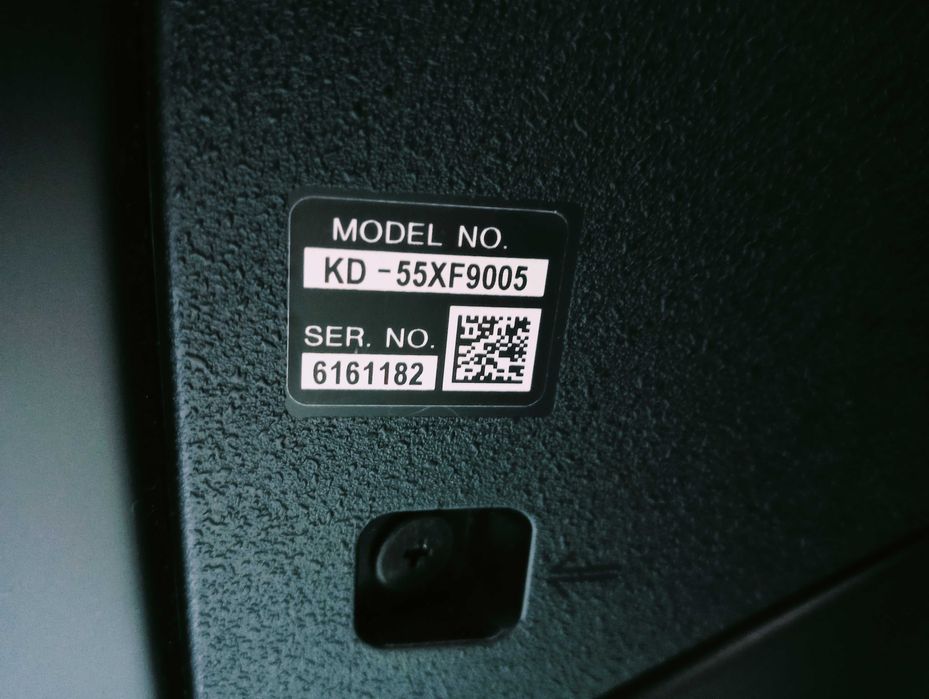 MODEL NO.
KD-55XF9005
SER. NO.
6161182